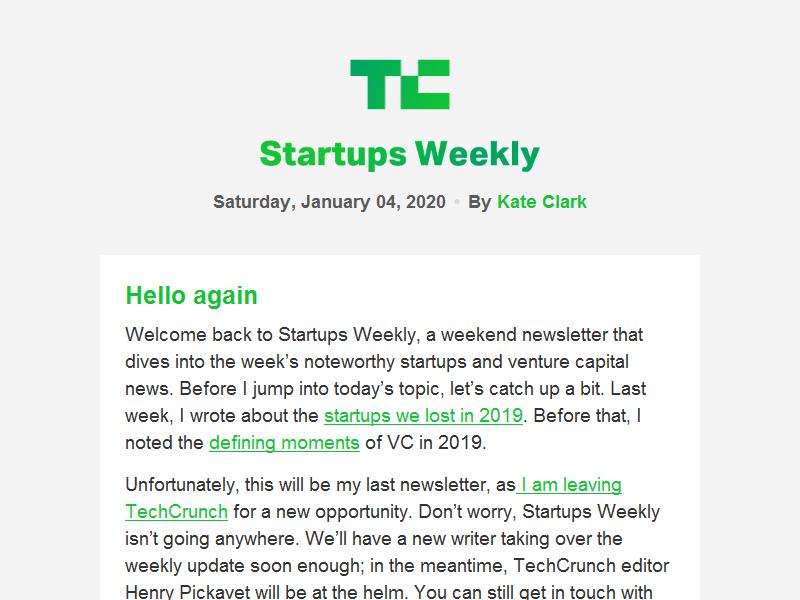 TC
Startups Weekly
Saturday, January 04, 2020 • By Kate Clark
Hello again
Welcome back to Startups Weekly, a weekend newsletter that
dives into the week’s noteworthy startups and venture capital
news. Before I jump into today’s topic, let’s catch up a bit. Last
week, I wrote about the startups we lost in 2019. Before that, I
noted the defining moments of VC in 2019.
Unfortunately, this will be my last newsletter, as I am leaving
TechCrunch for a new opportunity. Don’t worry, Startups Weekly
isn’t going anywhere. We’ll have a new writer taking over the
weekly update soon enough; in the meantime, TechCrunch editor
Henry Pickavet will be at the helm. You can still get in touch with